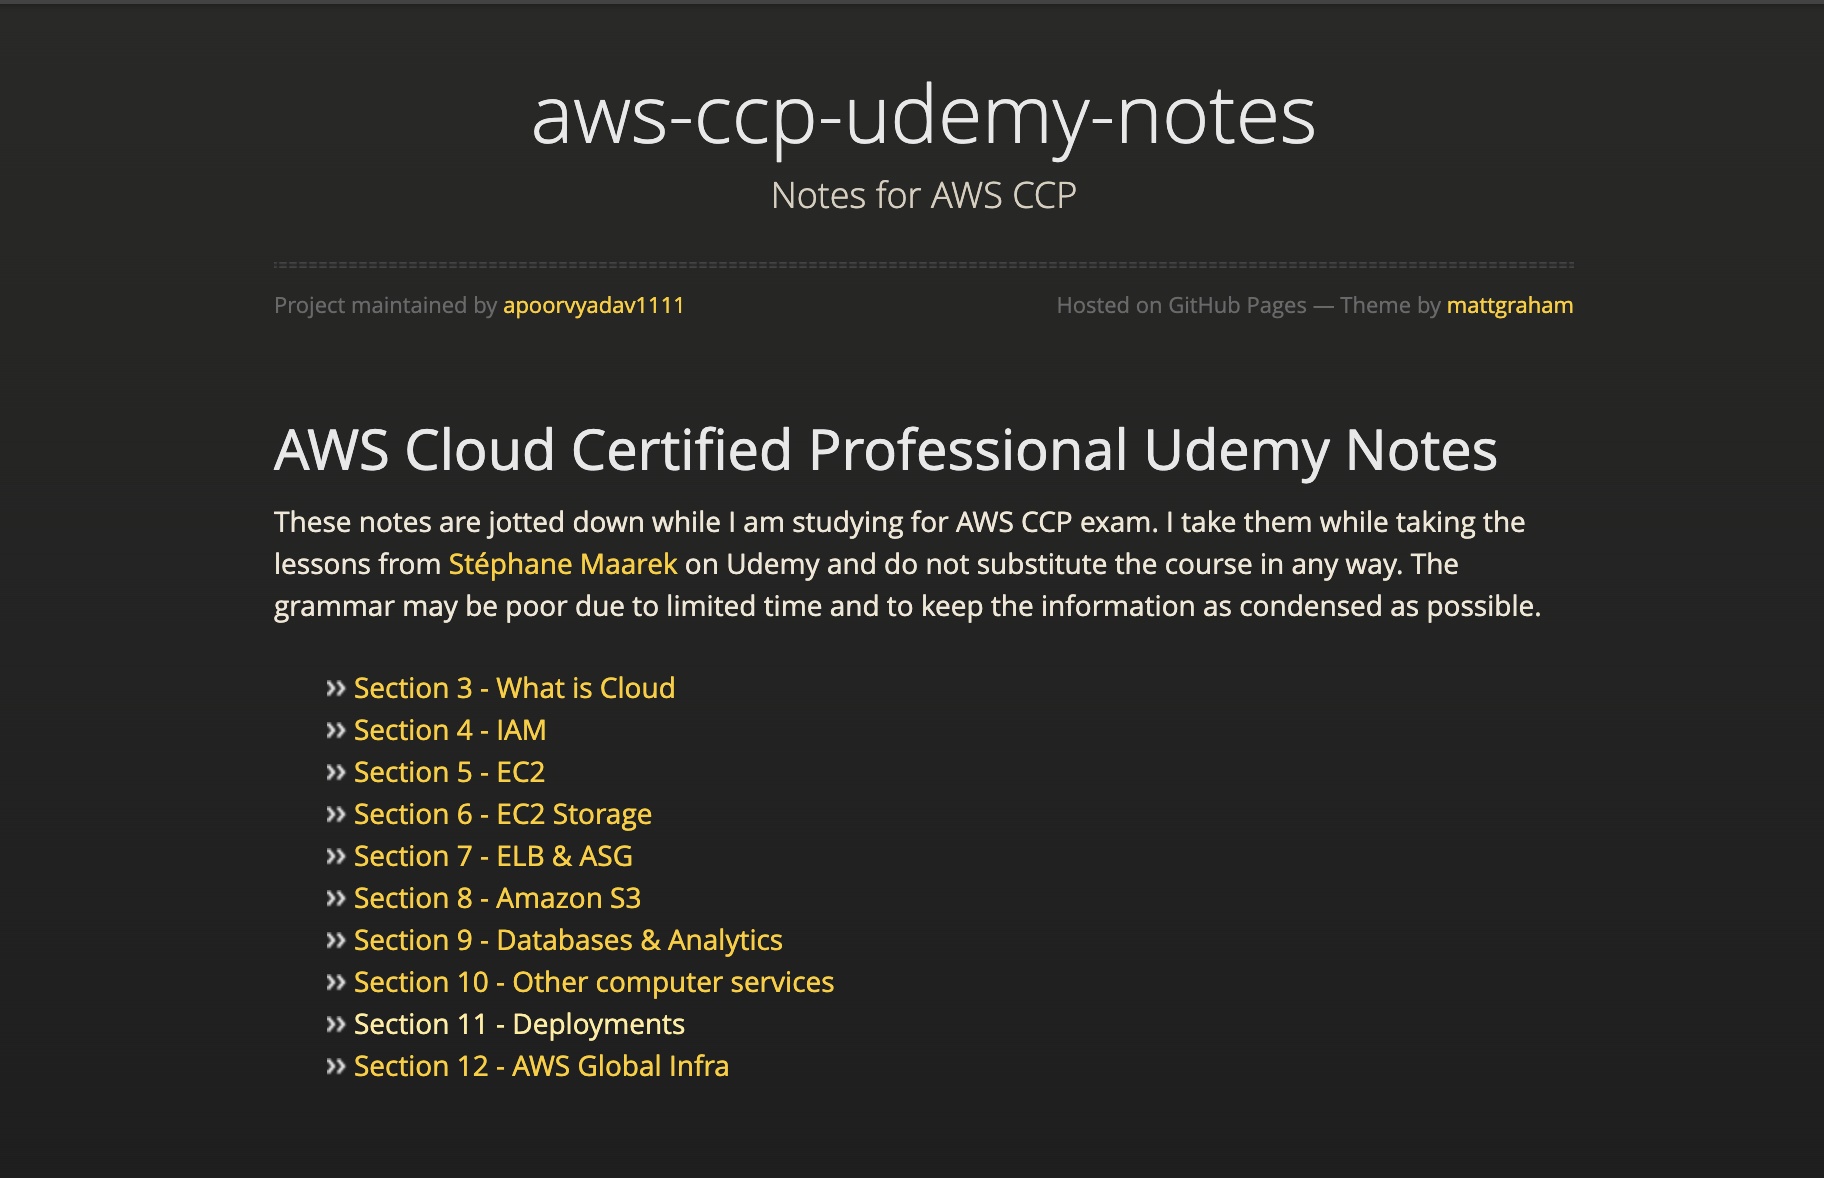 aws-ccp-udemy-notes
Notes for AWS CCP
Project maintained by apoorvyadav1111
Hosted on GitHub Pages — Theme by mattgraham
AWS Cloud Certified Professional Udemy Notes
These notes are jotted down while I am studying for AWS CCP exam. I take them while taking the
lessons from Stéphane Maarek on Udemy and do not substitute the course in any way. The
grammar may be poor due to limited time and to keep the information as condensed as possible.
›› Section 3 - What is Cloud
›› Section 4 - IAM
›› Section 5 - EC2
›› Section 6 - EC2 Storage
›› Section 7 - ELB & ASG
›› Section 8 - Amazon S3
›› Section 9 - Databases & Analytics
›› Section 10 - Other computer services
›› Section 11 - Deployments
›› Section 12 - AWS Global Infra